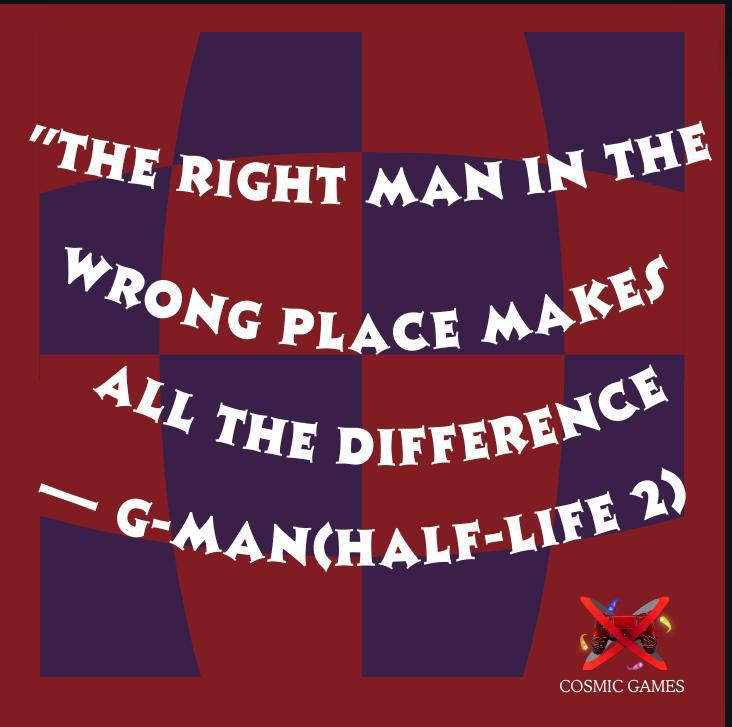 "THE RIGHT MAN IN THE
WRONG PLACE MAKES
ALL THE DIFFERENCE
— G-MAN(HALF-LIFE 2)
COSMIC GAMES